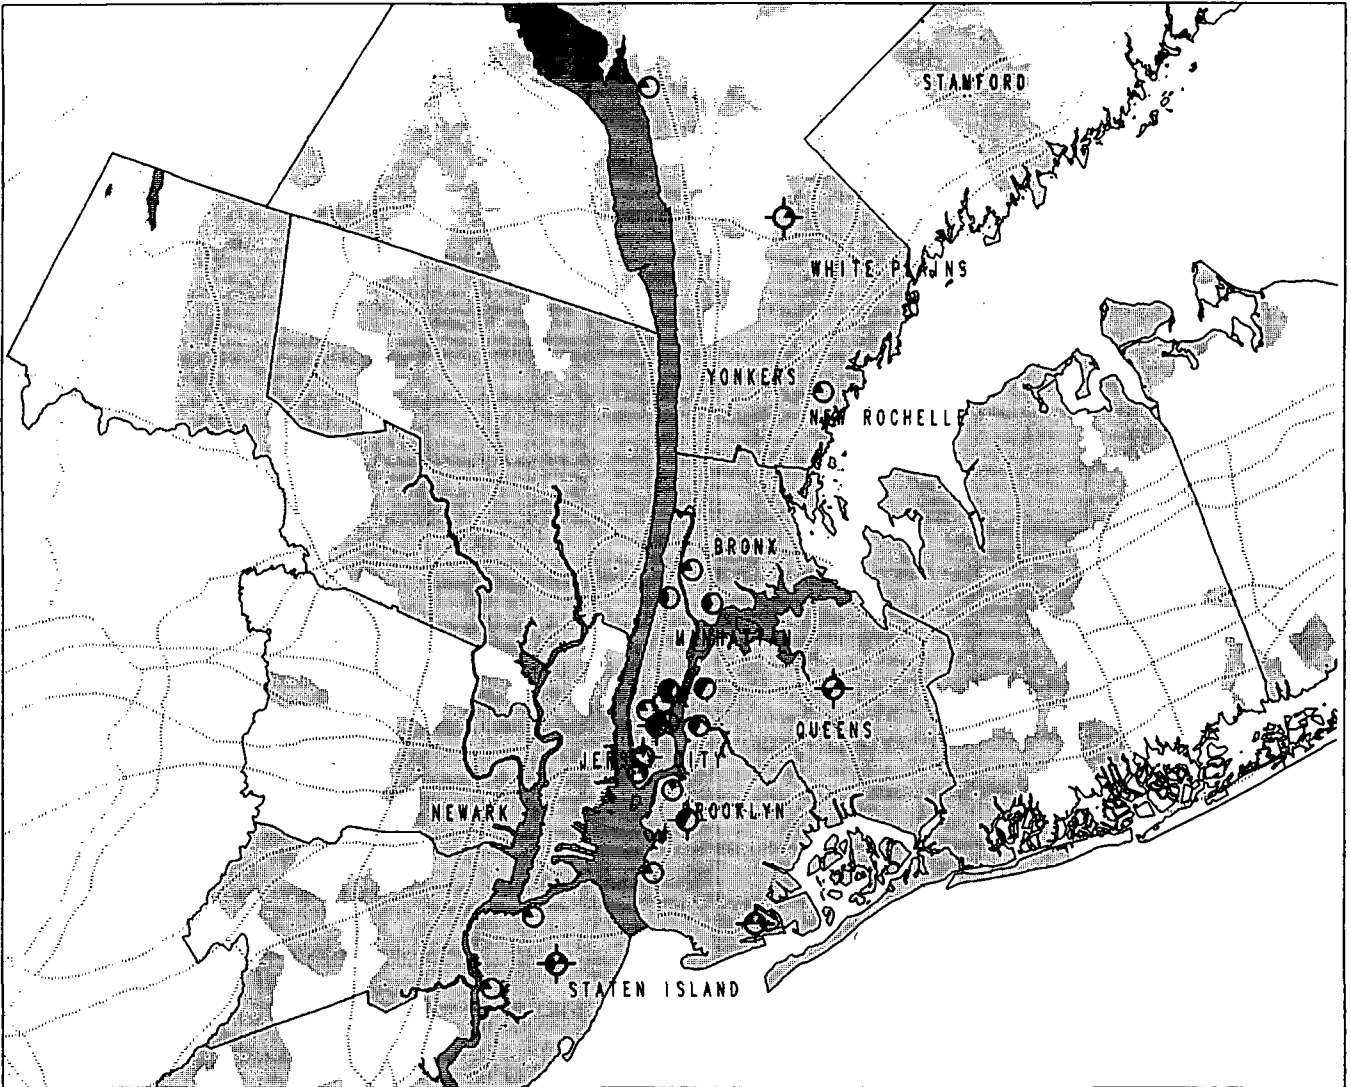 STAMFORD
WHITE PLAINS
YONKERS
NEW ROCHELLE
BRONX
MANHATTAN
QUEENS
JERSEY CITY
NEWARK
BROOKLYN
STATEN ISLAND